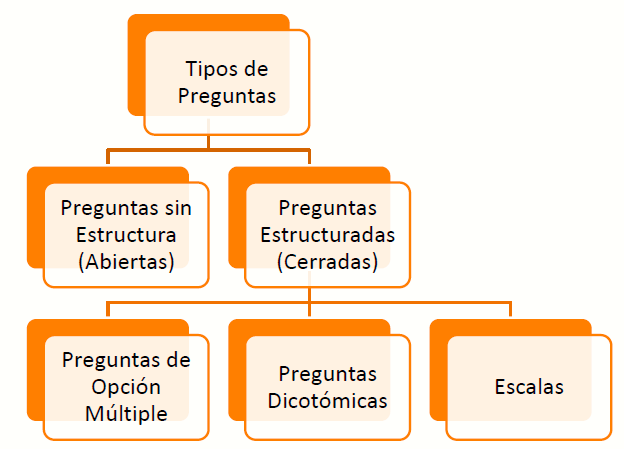 Tipos de
Preguntas
Preguntas sin
Estructura
(Abiertas)
Preguntas
Estructuradas
(Cerradas)
Preguntas de
Opción
Múltiple
Preguntas
Dicotómicas
Escalas